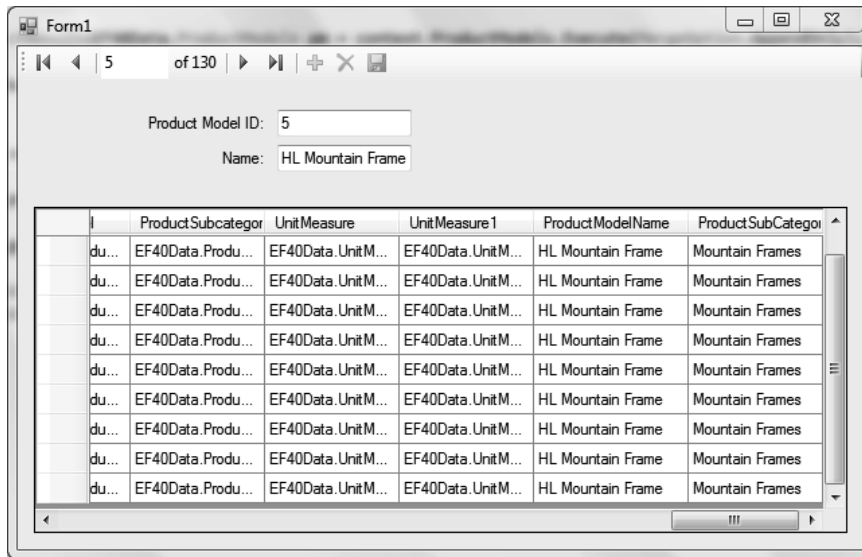 Form1
5 of 130
Product Model ID: 5
Name: HL Mountain Frame
ProductSubcategor UnitMeasure UnitMeasure1 ProductModelName ProductSubCategor
du... EF40Data.Produ... EF40Data.UnitM... EF40Data.UnitM... HL Mountain Frame Mountain Frames
du... EF40Data.Produ... EF40Data.UnitM... EF40Data.UnitM... HL Mountain Frame Mountain Frames
du... EF40Data.Produ... EF40Data.UnitM... EF40Data.UnitM... HL Mountain Frame Mountain Frames
du... EF40Data.Produ... EF40Data.UnitM... EF40Data.UnitM... HL Mountain Frame Mountain Frames
du... EF40Data.Produ... EF40Data.UnitM... EF40Data.UnitM... HL Mountain Frame Mountain Frames
du... EF40Data.Produ... EF40Data.UnitM... EF40Data.UnitM... HL Mountain Frame Mountain Frames
du... EF40Data.Produ... EF40Data.UnitM... EF40Data.UnitM... HL Mountain Frame Mountain Frames
du... EF40Data.Produ... EF40Data.UnitM... EF40Data.UnitM... HL Mountain Frame Mountain Frames
du... EF40Data.Produ... EF40Data.UnitM... EF40Data.UnitM... HL Mountain Frame Mountain Frames